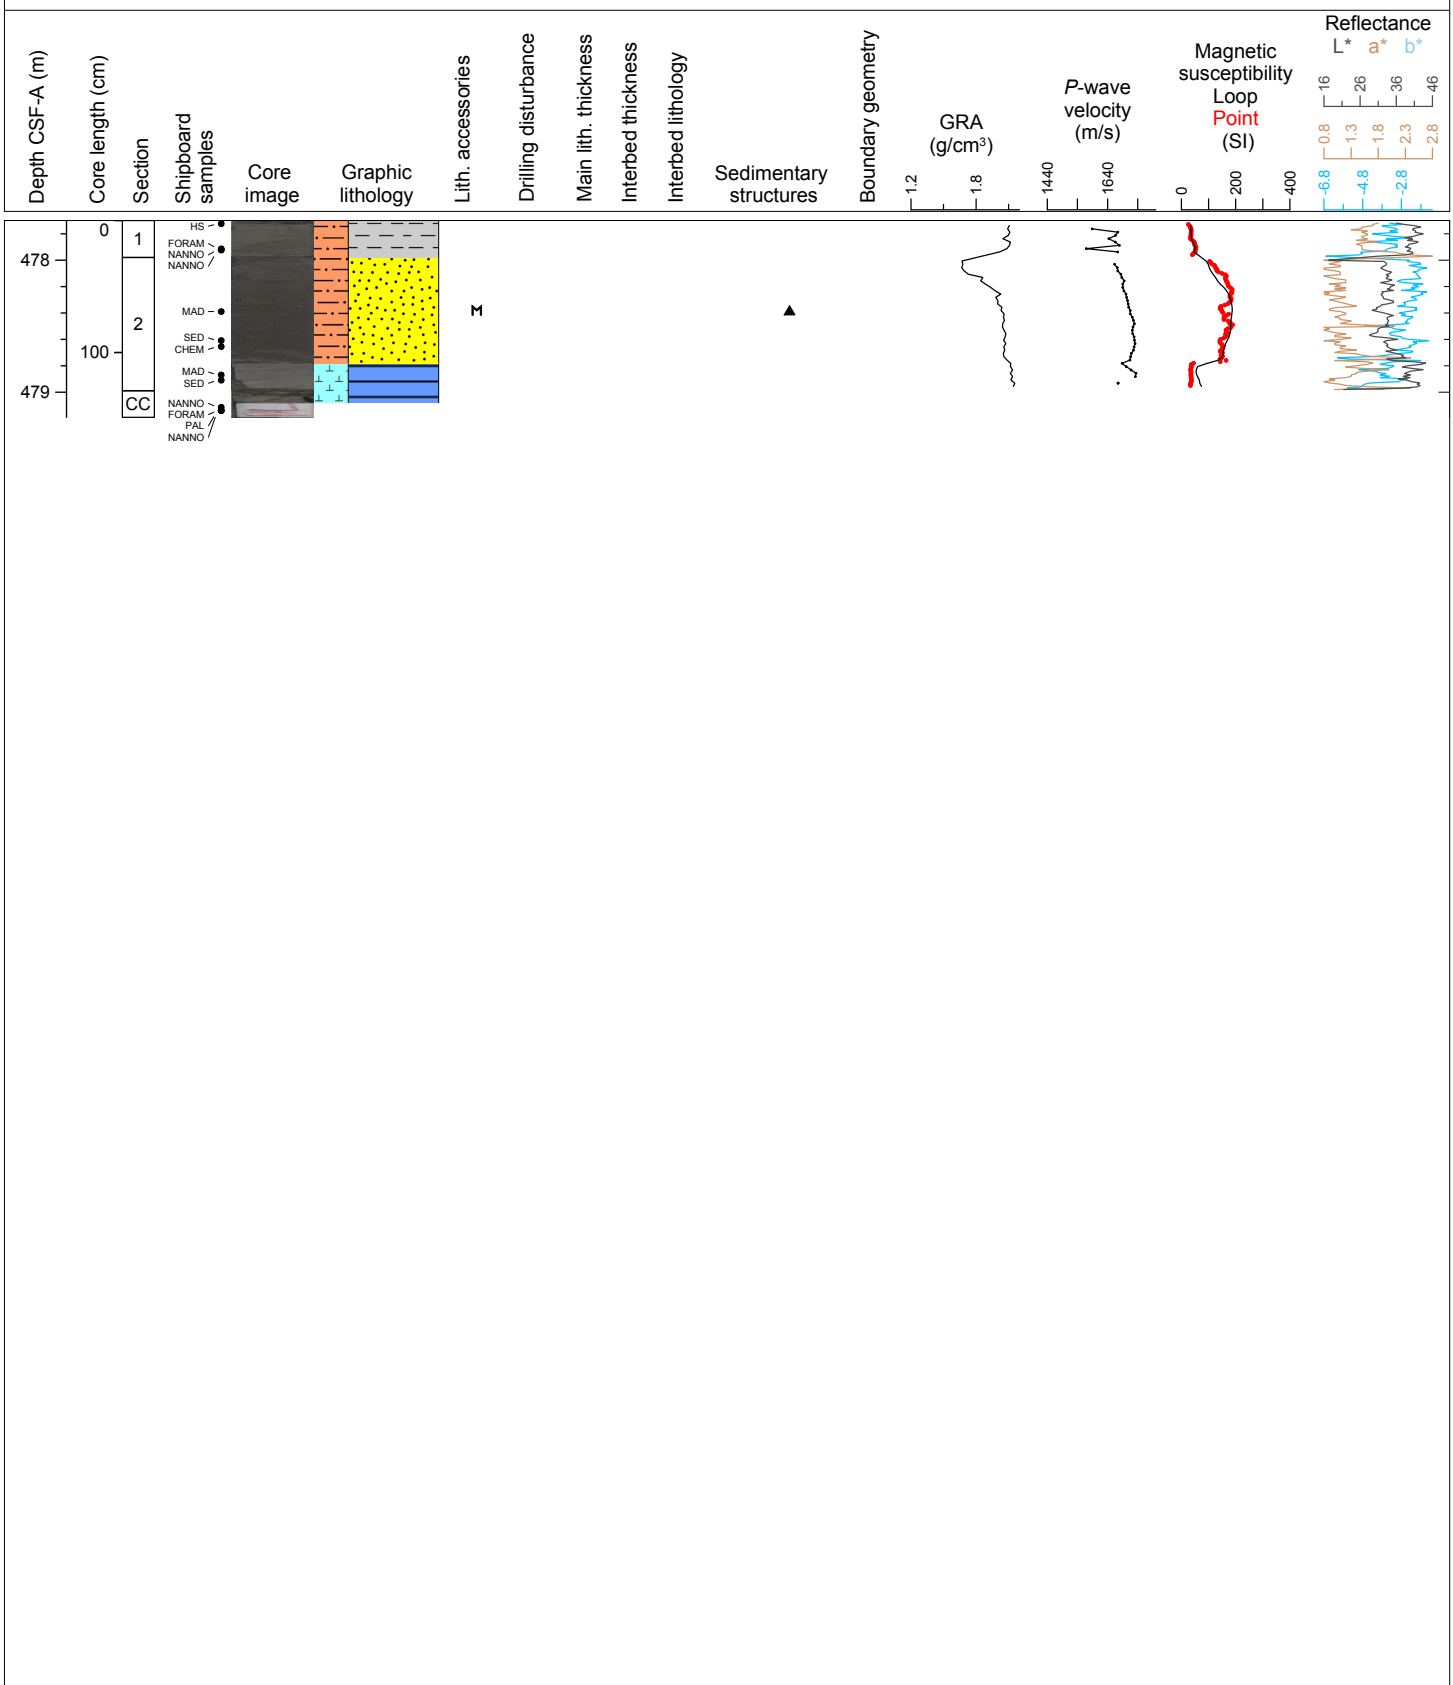 Depth CSF-A (m)
Core length (cm)
Section
Shipboard
samples
Core
image
Graphic
lithology
Lith. accessories
Drilling disturbance
Main lith. thickness
Interbed thickness
Interbed lithology
Sedimentary
structures
Boundary geometry
GRA
(g/cm³)
1.2
1.8
P-wave
velocity
(m/s)
1440
1640
Magnetic
susceptibility
Loop
Point
(SI)
0
200
400
Reflectance
L* a* b*
16
26
36
46
0.8
1.3
1.8
2.3
2.8
-6.8
-4.8
-2.8
478
479
0
100
1
2
CC
HS
FORAM
NANNO
NANNO
MAD
SED
CHEM
MAD
SED
NANNO
FORAM
PAL
NANNO
M